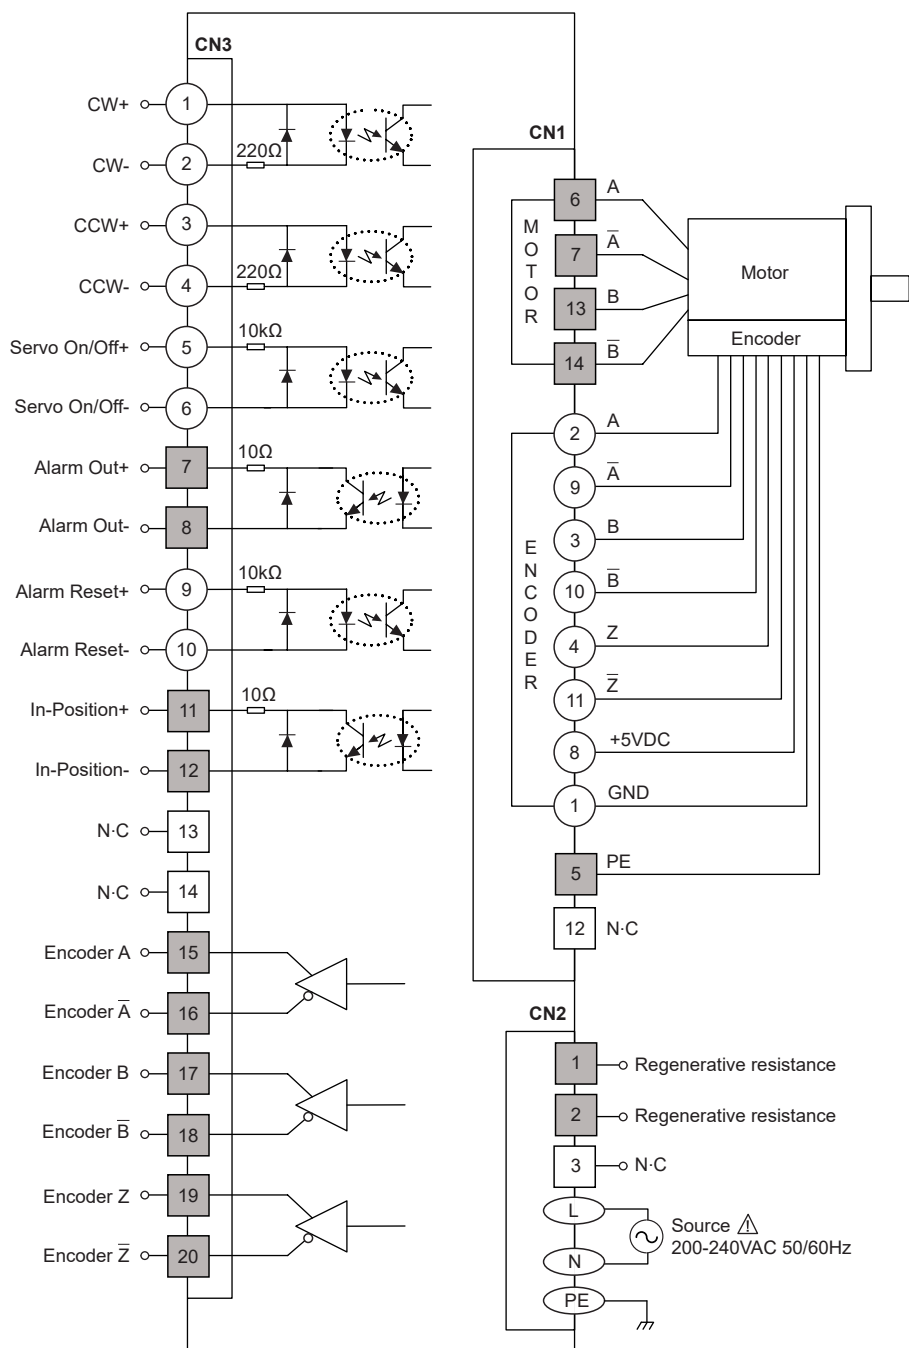 CN3
CW+
1
CW-
2
220Ω
CCW+
3
CCW-
4
220Ω
Servo On/Off+
5
10kΩ
Servo On/Off-
6
Alarm Out+
7
10Ω
Alarm Out-
8
Alarm Reset+
9
10kΩ
Alarm Reset-
10
In-Position+
11
10Ω
In-Position-
12
N·C
13
N·C
14
Encoder A
15
Encoder A̅
16
Encoder B
17
Encoder B̅
18
Encoder Z
19
Encoder Z̅
20
CN1
MOTOR
6
A
7
A̅
13
B
14
B̅
Motor
Encoder
ENCODER
2
A
9
A̅
3
B
10
B̅
4
Z
11
Z̅
8
+5VDC
1
GND
5
PE
12
N·C
CN2
1
Regenerative resistance
2
Regenerative resistance
3
N·C
L
N
PE
Source ⚠
200-240VAC 50/60Hz